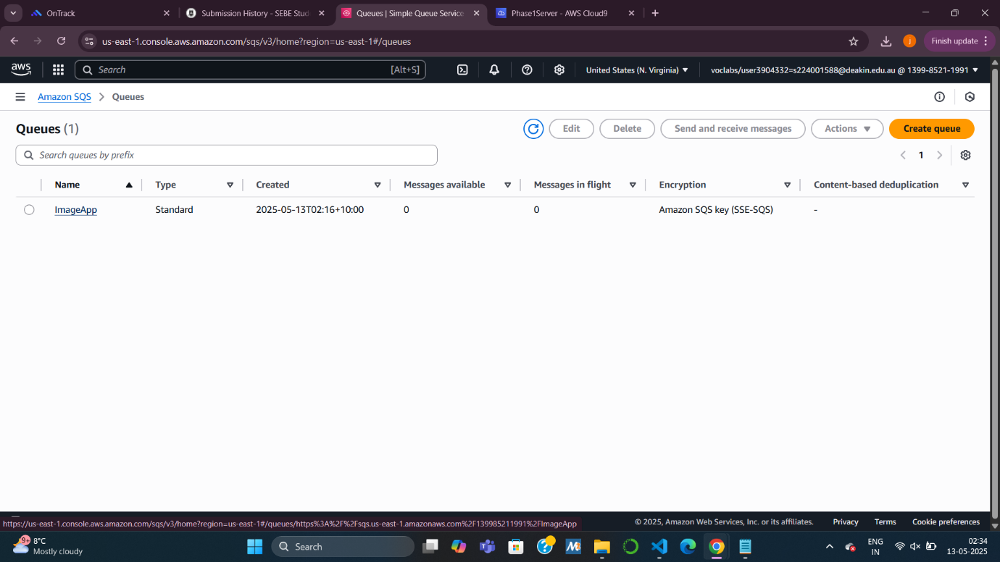 OnTrack
Submission History - SEBE Stud
Queues | Simple Queue Service
Phase1Server - AWS Cloud9
us-east-1.console.aws.amazon.com/sqs/v3/home?region=us-east-1#/queues
j
Finish update
aws
Search
[Alt+S]
United States (N. Virginia)
voclabs/user3904332=s224001588@deakin.edu.au @ 1399-8521-1991
Amazon SQS
Queues
Queues (1)
Edit
Delete
Send and receive messages
Actions
Create queue
Search queues by prefix
1
Name
Type
Created
Messages available
Messages in flight
Encryption
Content-based deduplication
ImageApp
Standard
2025-05-13T02:16+10:00
0
0
Amazon SQS key (SSE-SQS)
-
https://us-east-1.console.aws.amazon.com/sqs/v3/home?region=us-east-1#/queues/https%3A%2F%2Fsqs.us-east-1.amazonaws.com%2F139985211991%2FImageApp
© 2025, Amazon Web Services, Inc. or its affiliates.
Privacy
Terms
Cookie preferences
9+
8°C
Mostly cloudy
Search
ENG
IN
02:34
13-05-2025